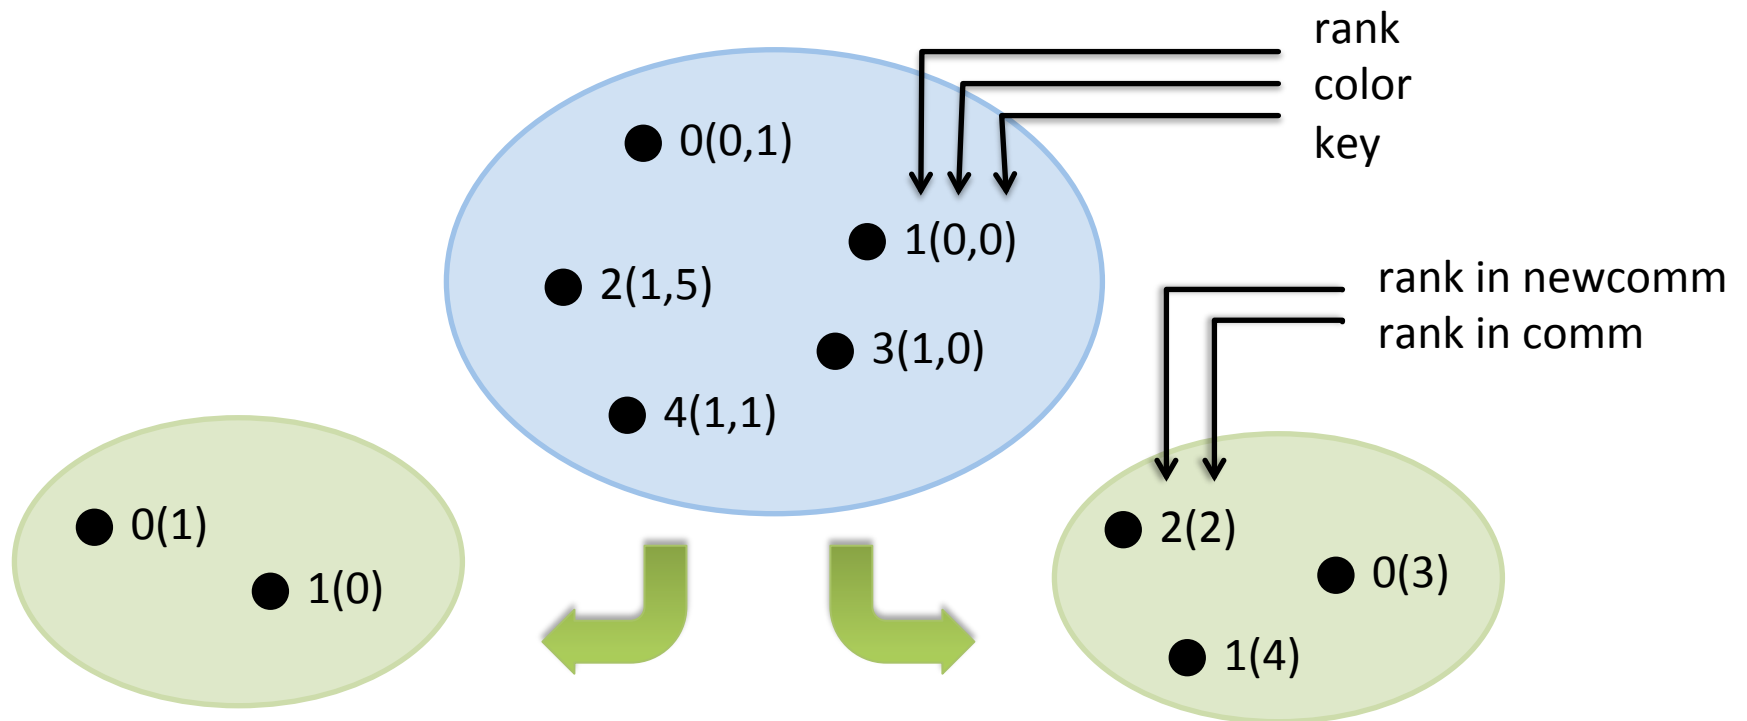 rank
color
key
0(0,1)
1(0,0)
2(1,5)
3(1,0)
4(1,1)
rank in newcomm
rank in comm
0(1)
1(0)
2(2)
0(3)
1(4)